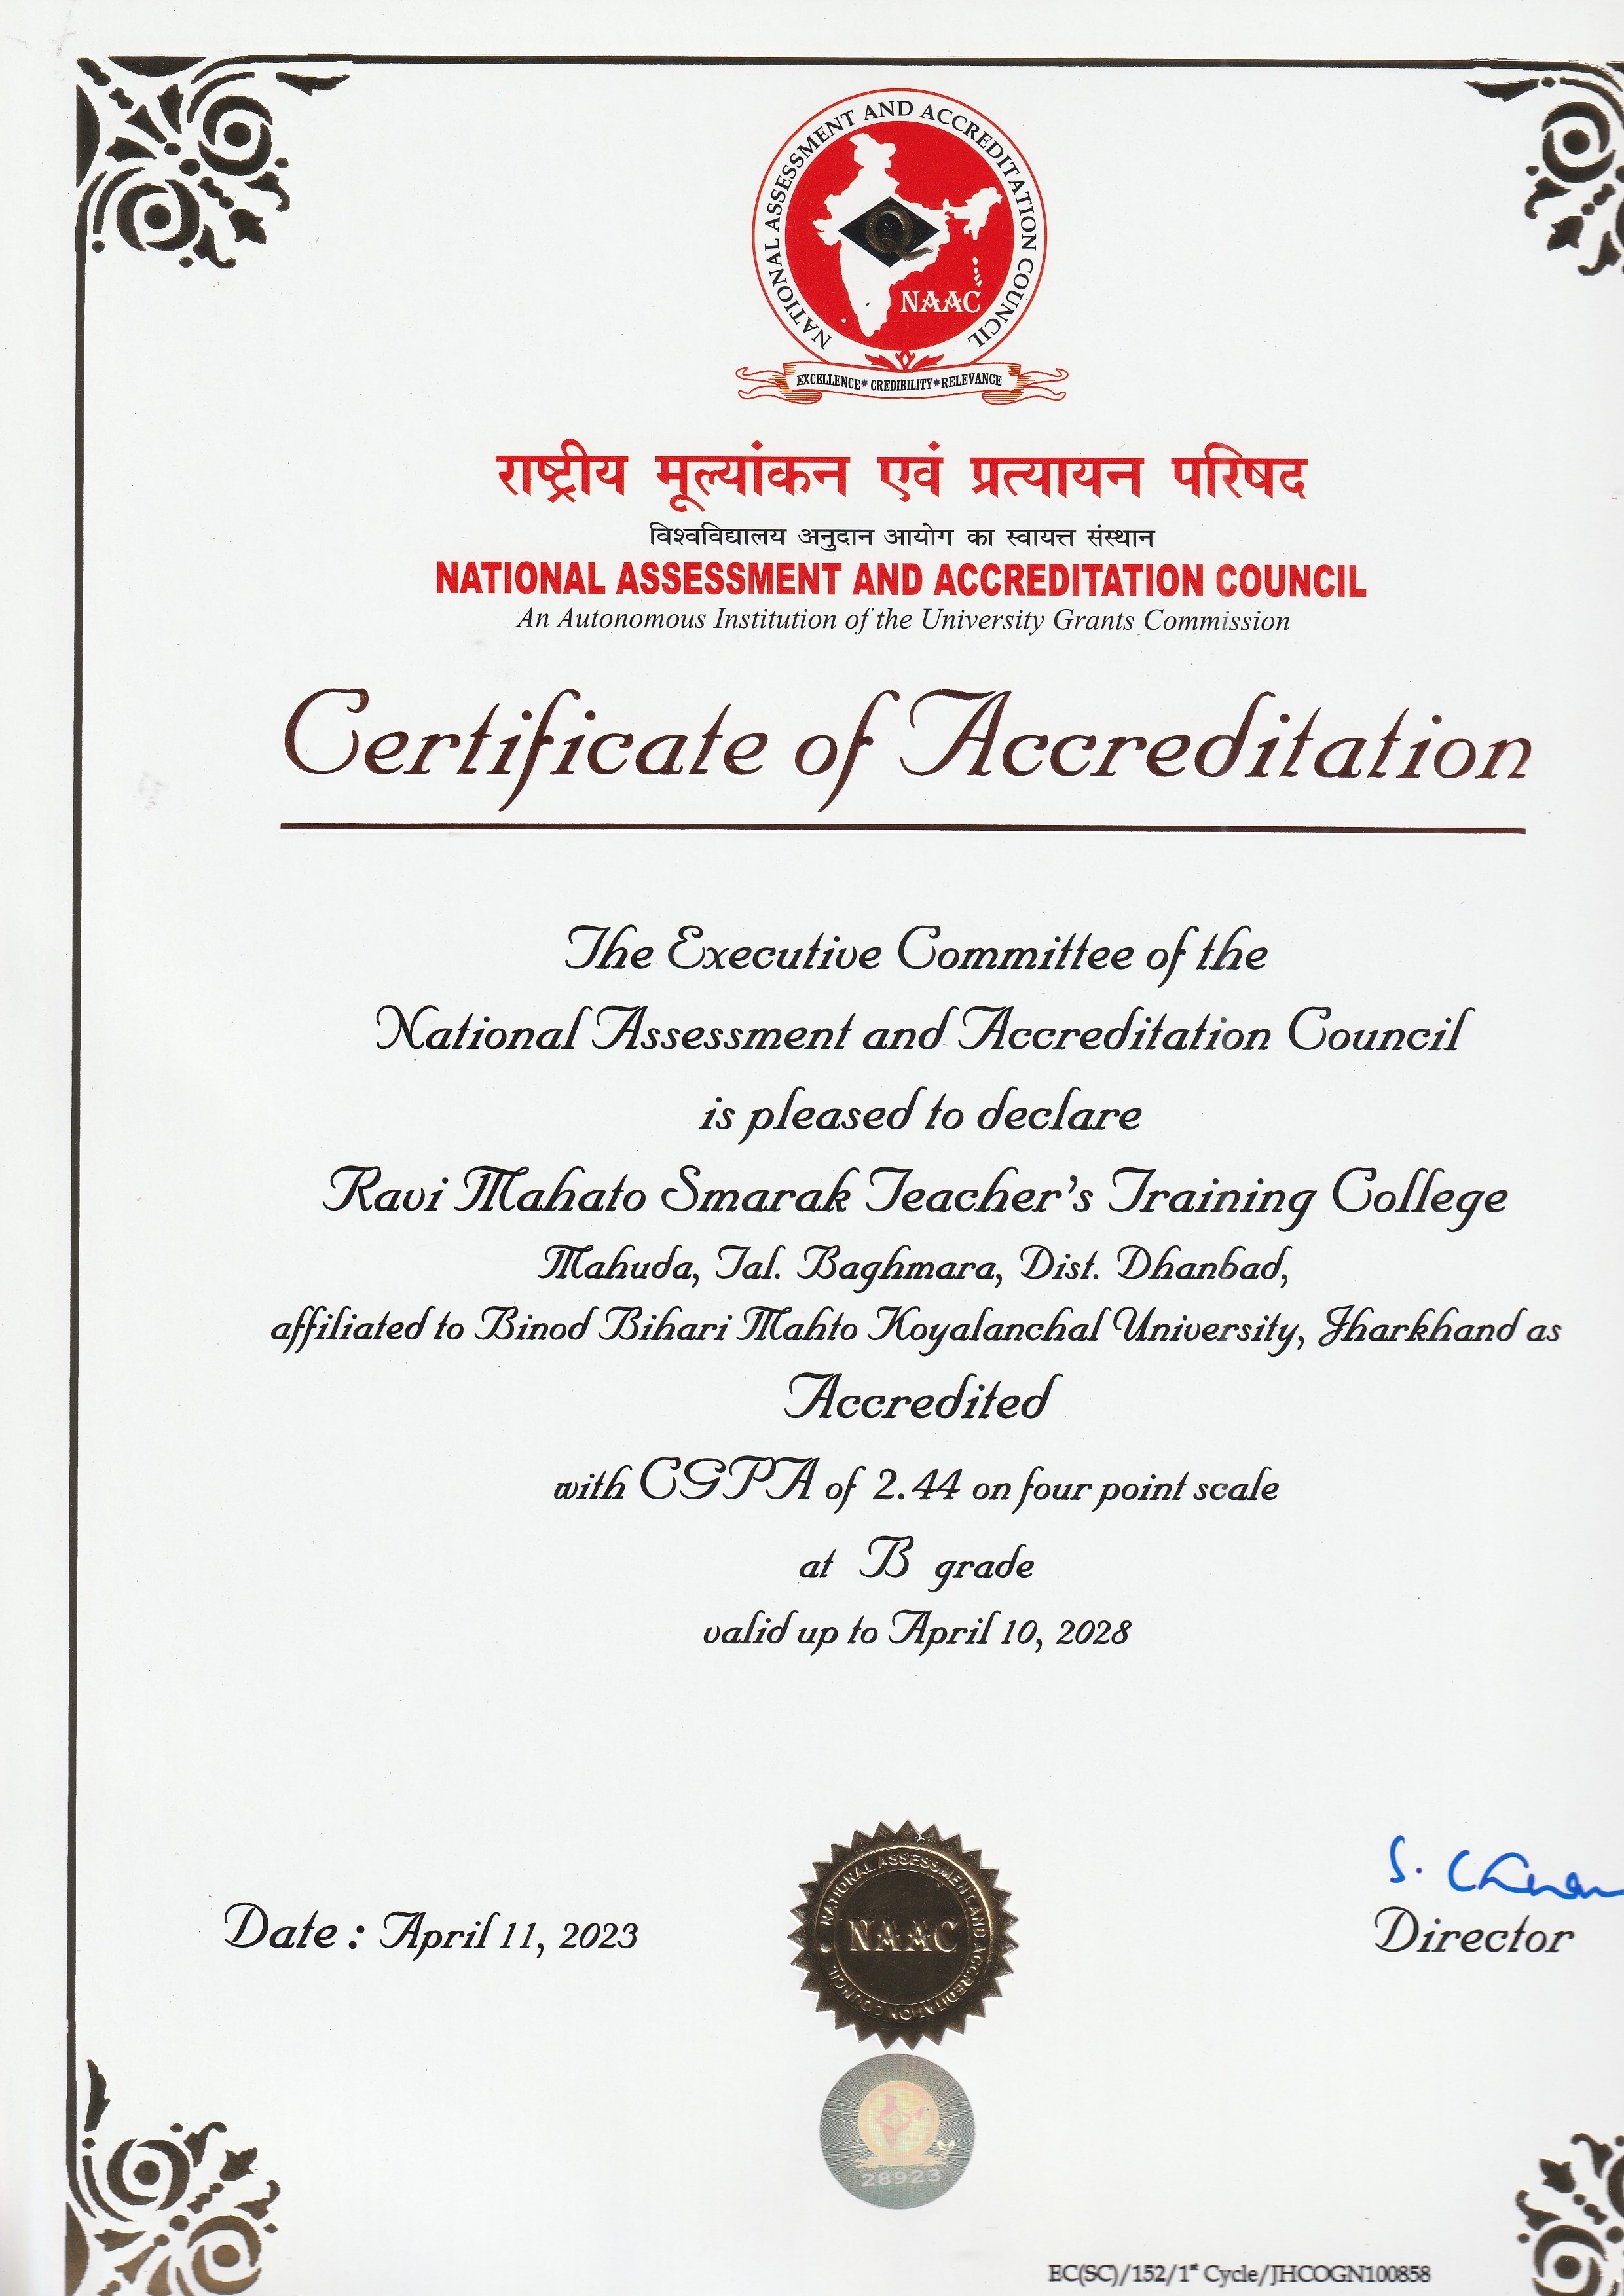 NATIONAL ASSESSMENT AND ACCREDITATION COUNCIL
Q
NAAC
EXCELLENCE * CREDIBILITY * RELEVANCE
राष्ट्रीय मूल्यांकन एवं प्रत्यायन परिषद
विश्वविद्यालय अनुदान आयोग का स्वायत्त संस्थान
NATIONAL ASSESSMENT AND ACCREDITATION COUNCIL
An Autonomous Institution of the University Grants Commission
Certificate of Accreditation
The Executive Committee of the
National Assessment and Accreditation Council
is pleased to declare
Ravi Mahato Smarak Teacher's Training College
Mahuda, Tal. Baghmara, Dist. Dhanbad,
affiliated to Binod Bihari Mahto Koyalanchal University, Jharkhand as
Accredited
with CGPA of 2.44 on four point scale
at B grade
valid up to April 10, 2028
Date : April 11, 2023
NATIONAL ASSESSMENT AND ACCREDITATION COUNCIL
NAAC
S.
Director
28923
EC(SC)/152/1st Cycle/JHCOGN100858